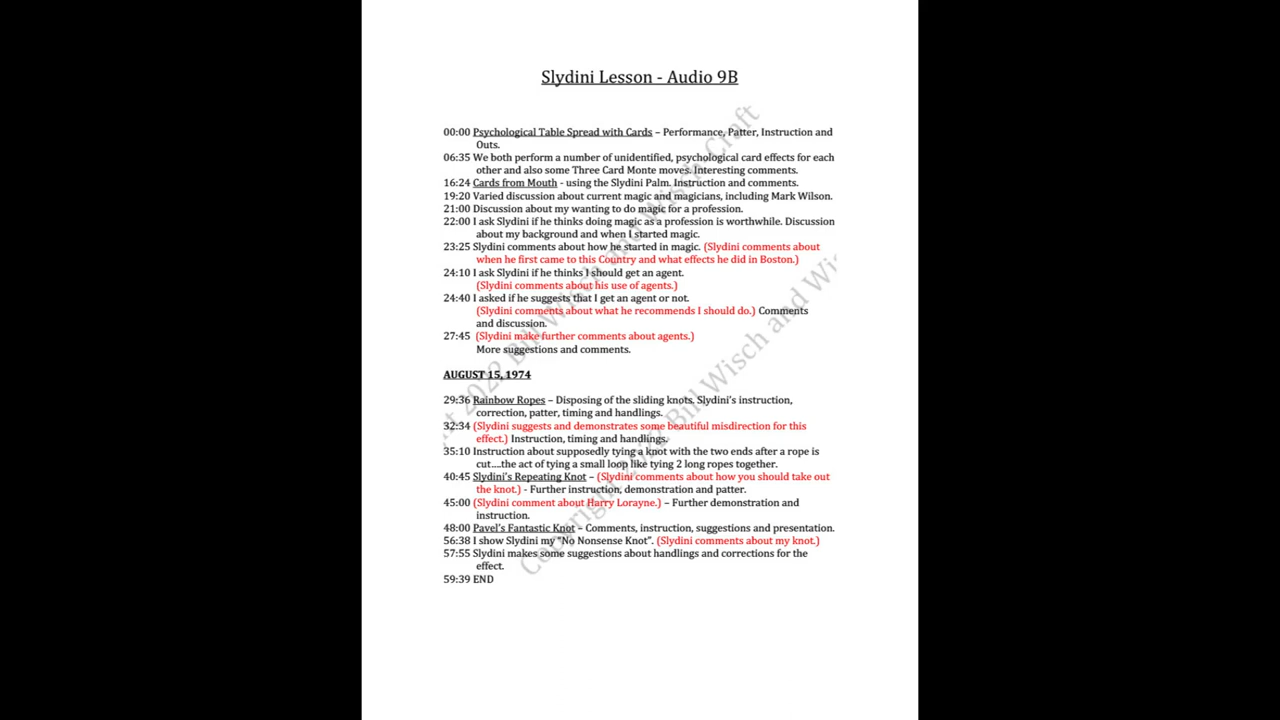 Slydini Lesson - Audio 9B
00:00 Psychological Table Spread with Cards – Performance, Patter, Instruction and
Outs.
06:35 We both perform a number of unidentified, psychological card effects for each
other and also some Three Card Monte moves. Interesting comments.
16:24 Cards from Mouth - using the Slydini Palm. Instruction and comments.
19:20 Varied discussion about current magic and magicians, including Mark Wilson.
21:00 Discussion about my wanting to do magic for a profession.
22:00 I ask Slydini if he thinks doing magic as a profession is worthwhile. Discussion
about my background and when I started magic.
23:25 Slydini comments about how he started in magic. (Slydini comments about
when he first came to this Country and what effects he did in Boston.)
24:10 I ask Slydini if he thinks I should get an agent.
(Slydini comments about his use of agents.)
24:40 I asked if he suggests that I get an agent or not.
(Slydini comments about what he recommends I should do.) Comments
and discussion.
27:45 (Slydini make further comments about agents.)
More suggestions and comments.
AUGUST 15, 1974
29:36 Rainbow Ropes – Disposing of the sliding knots. Slydini's instruction,
correction, patter, timing and handlings.
32:34 (Slydini suggests and demonstrates some beautiful misdirection for this
effect.) Instruction, timing and handlings.
35:10 Instruction about supposedly tying a knot with the two ends after a rope is
cut....the act of tying a small loop like tying 2 long ropes together.
40:45 Slydini's Repeating Knot – (Slydini comments about how you should take out
the knot.) - Further instruction, demonstration and patter.
45:00 (Slydini comment about Harry Lorayne.) – Further demonstration and
instruction.
48:00 Pavel's Fantastic Knot – Comments, instruction, suggestions and presentation.
56:38 I show Slydini my "No Nonsense Knot". (Slydini comments about my knot.)
57:55 Slydini makes some suggestions about handlings and corrections for the
effect.
59:39 END
ght 2022 Bill Wisch and Wisch Craft
Copyright 2022 Bill Wisch and Wis